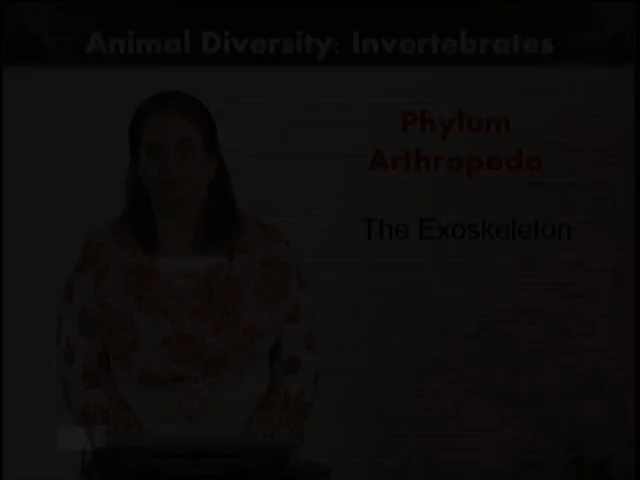 Animal Diversity: Invertebrates
Phylum
Arthropoda
The Exoskeleton